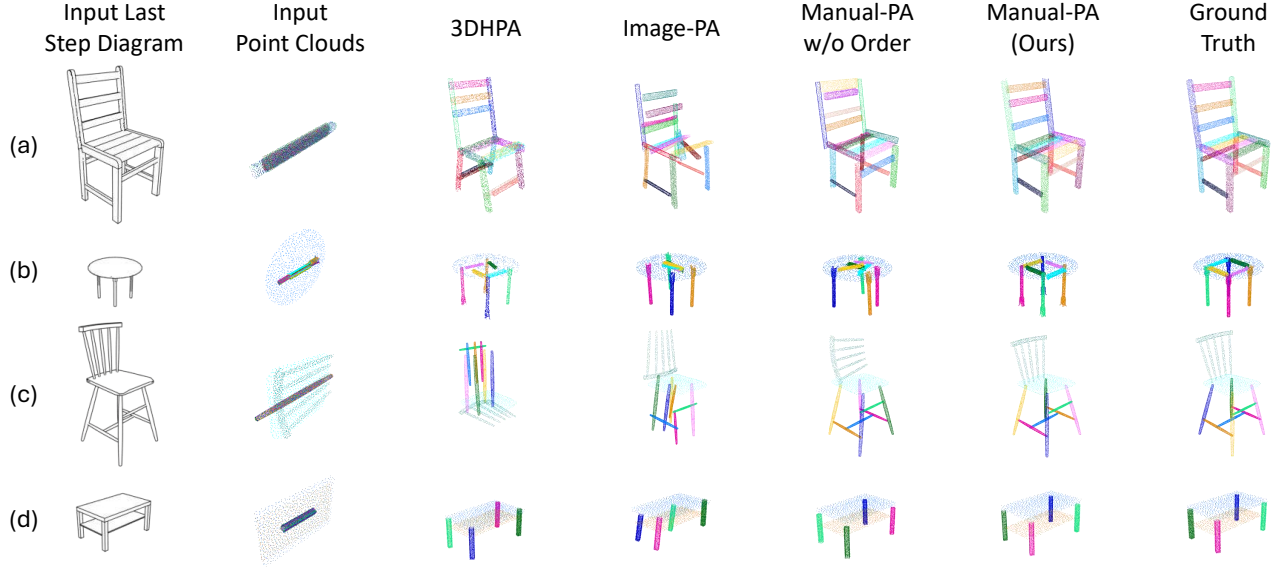 Input Last
Step Diagram
Input
Point Clouds
3DHPA
Image-PA
Manual-PA
w/o Order
Manual-PA
(Ours)
Ground
Truth
(a)
(b)
(c)
(d)